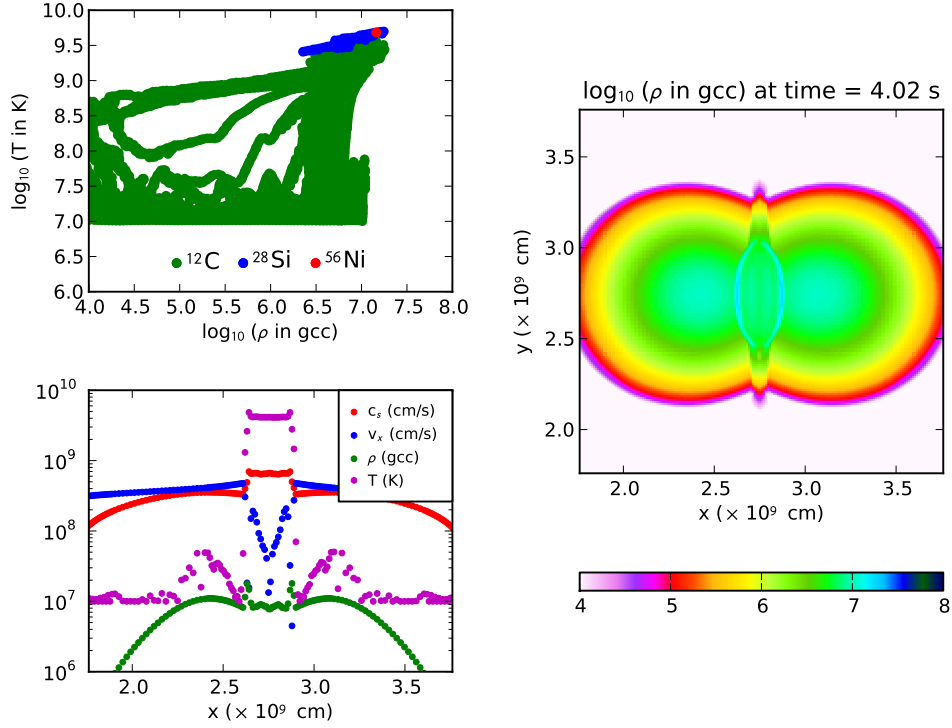 10.0
9.5
9.0
8.5
8.0
7.5
7.0
6.5
6.0
log₁₀ (T in K)
¹²C ²⁸Si ⁵⁶Ni
4.0 4.5 5.0 5.5 6.0 6.5 7.0 7.5 8.0
log₁₀ (ρ in gcc)
log₁₀ (ρ in gcc) at time = 4.02 s
3.5
3.0
2.5
2.0
y (× 10⁹ cm)
2.0 2.5 3.0 3.5
x (× 10⁹ cm)
4 5 6 7 8
10¹⁰
10⁹
10⁸
10⁷
10⁶
cₛ (cm/s)
vₓ (cm/s)
ρ (gcc)
T (K)
2.0 2.5 3.0 3.5
x (× 10⁹ cm)